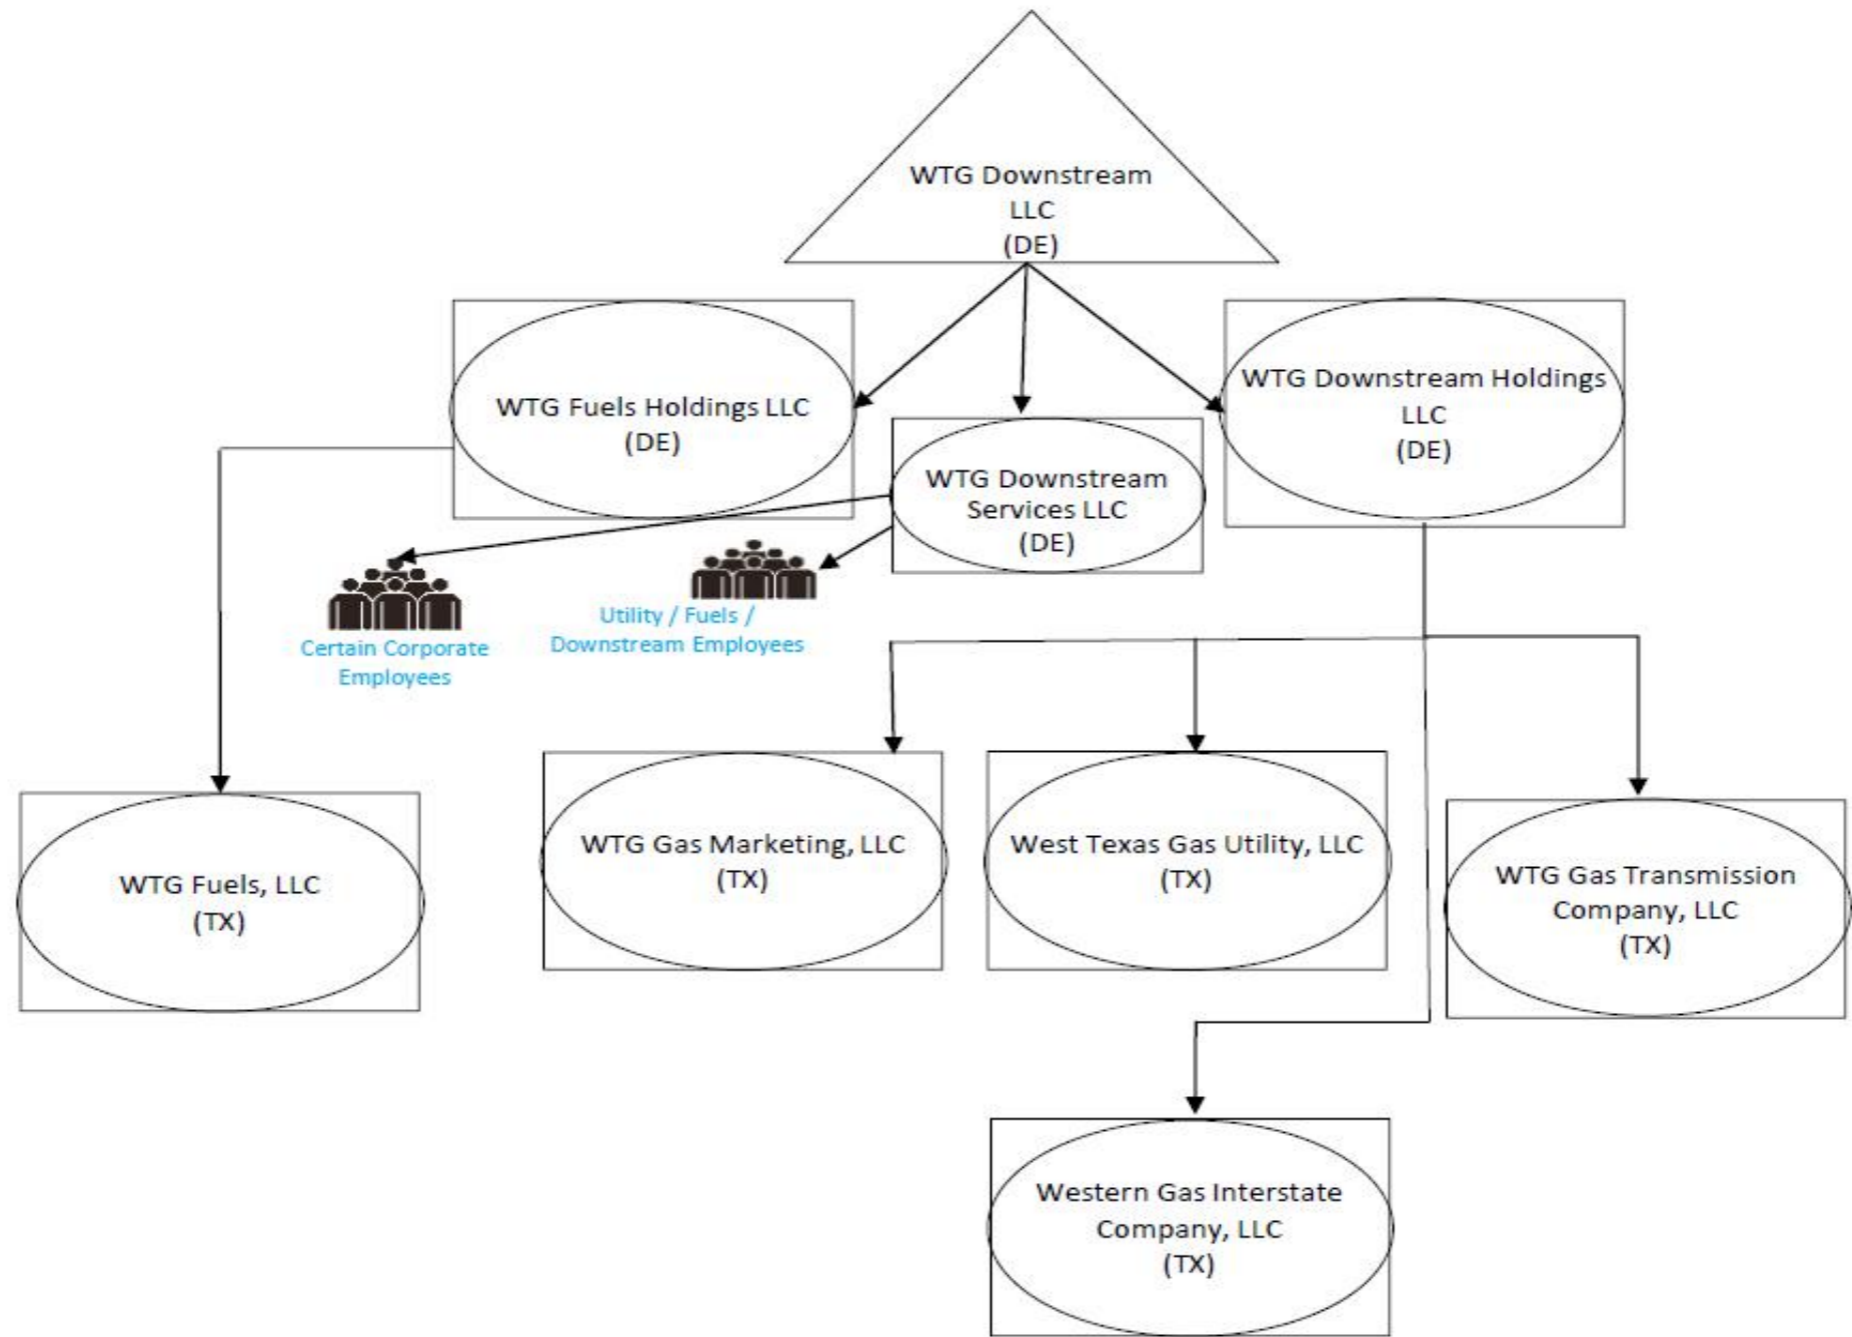 WTG Downstream
LLC
(DE)
WTG Fuels Holdings LLC
(DE)
WTG Downstream
Services LLC
(DE)
WTG Downstream Holdings
LLC
(DE)
Certain Corporate
Employees
Utility / Fuels /
Downstream Employees
WTG Fuels, LLC
(TX)
WTG Gas Marketing, LLC
(TX)
West Texas Gas Utility, LLC
(TX)
WTG Gas Transmission
Company, LLC
(TX)
Western Gas Interstate
Company, LLC
(TX)